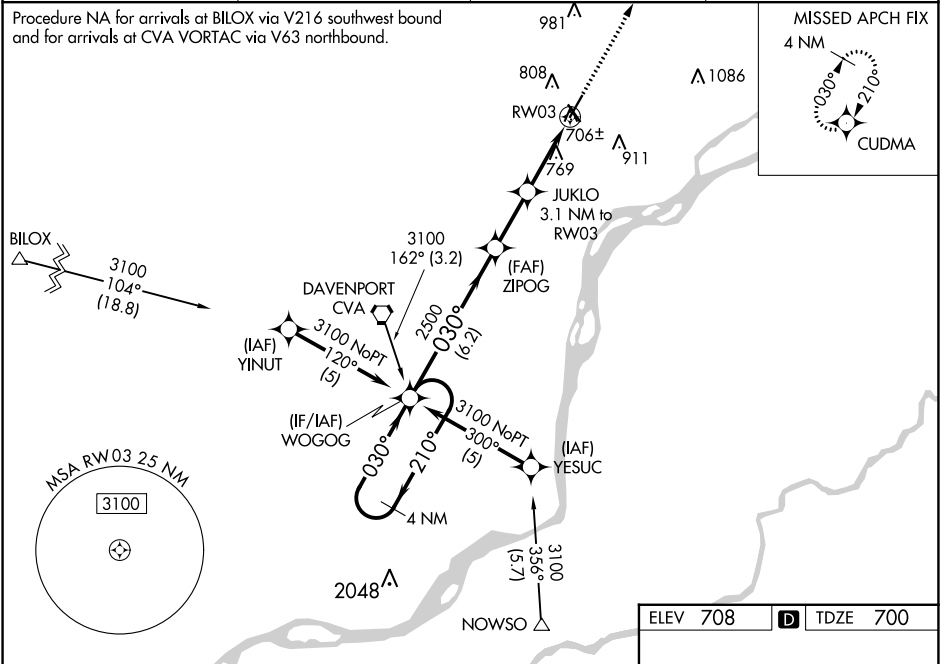 Procedure NA for arrivals at BILOX via V216 southwest bound
and for arrivals at CVA VORTAC via V63 northbound.
981
MISSED APCH FIX
4 NM
030°
210°
CUDMA
808
1086
RW03
706±
769
911
JUKLO
3.1 NM to
RW03
BILOX
3100
104°
(18.8)
3100
162° (3.2)
(FAF)
ZIPOG
DAVENPORT
CVA
2500
030°
(6.2)
(IAF)
YINUT
3100 NoPT
120°
(5)
(IF/IAF)
WOGOG
3100 NoPT
300°
(5)
(IAF)
YESUC
030°
210°
4 NM
MSA RW03 25 NM
3100
3100
356°
(5.7)
2048
NOWSO
ELEV 708 D TDZE 700